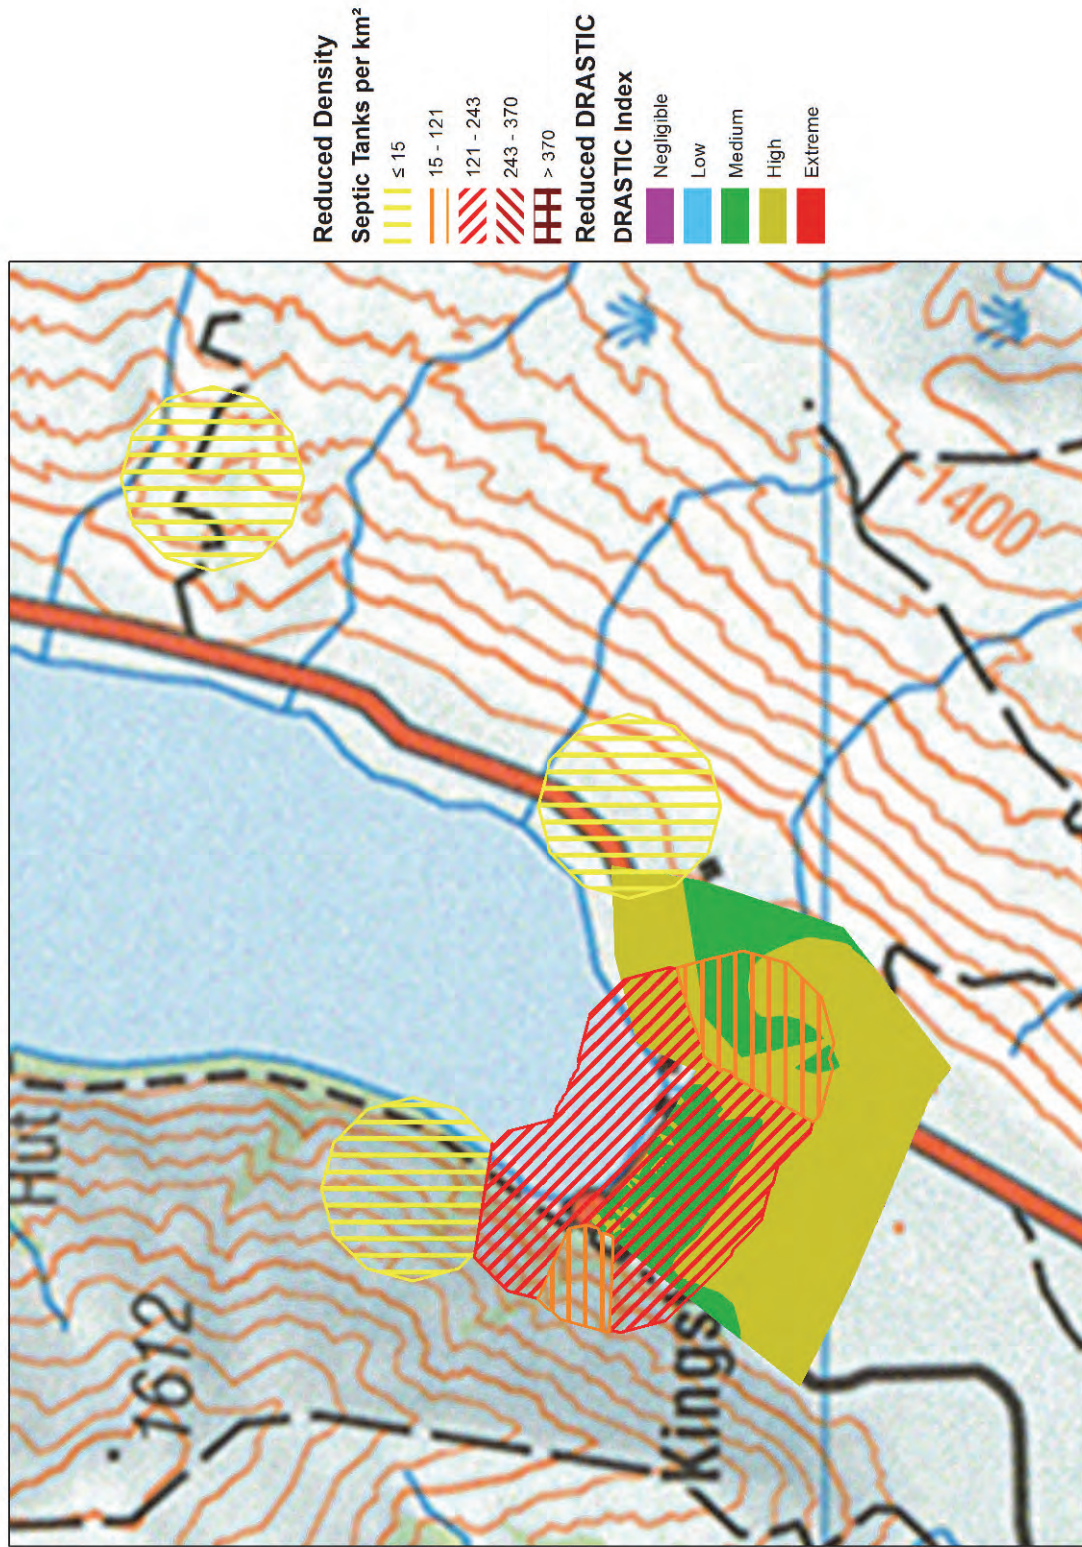 Reduced Density
Septic Tanks per km²
≤ 15
15 - 121
121 - 243
243 - 370
> 370
Reduced DRASTIC
DRASTIC Index
Negligible
Low
Medium
High
Extreme
Hut
1612
Kings
1400